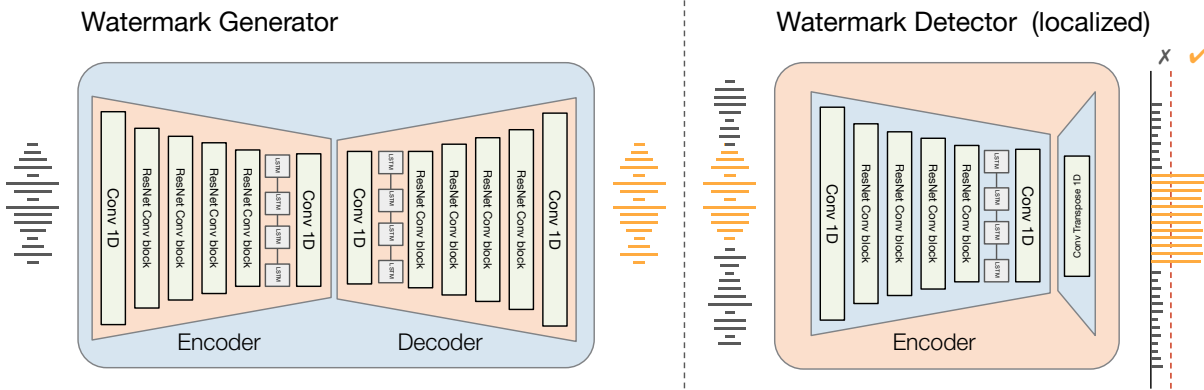 Watermark Generator
Conv 1D
ResNet Conv block
ResNet Conv block
ResNet Conv block
ResNet Conv block
LSTM
LSTM
LSTM
LSTM
Conv 1D
Encoder
Conv 1D
LSTM
LSTM
LSTM
LSTM
ResNet Conv block
ResNet Conv block
ResNet Conv block
ResNet Conv block
Conv 1D
Decoder
Watermark Detector (localized)
Conv 1D
ResNet Conv block
ResNet Conv block
ResNet Conv block
ResNet Conv block
LSTM
LSTM
LSTM
LSTM
Conv 1D
Encoder
Conv Transpose 1D
✗ ✓